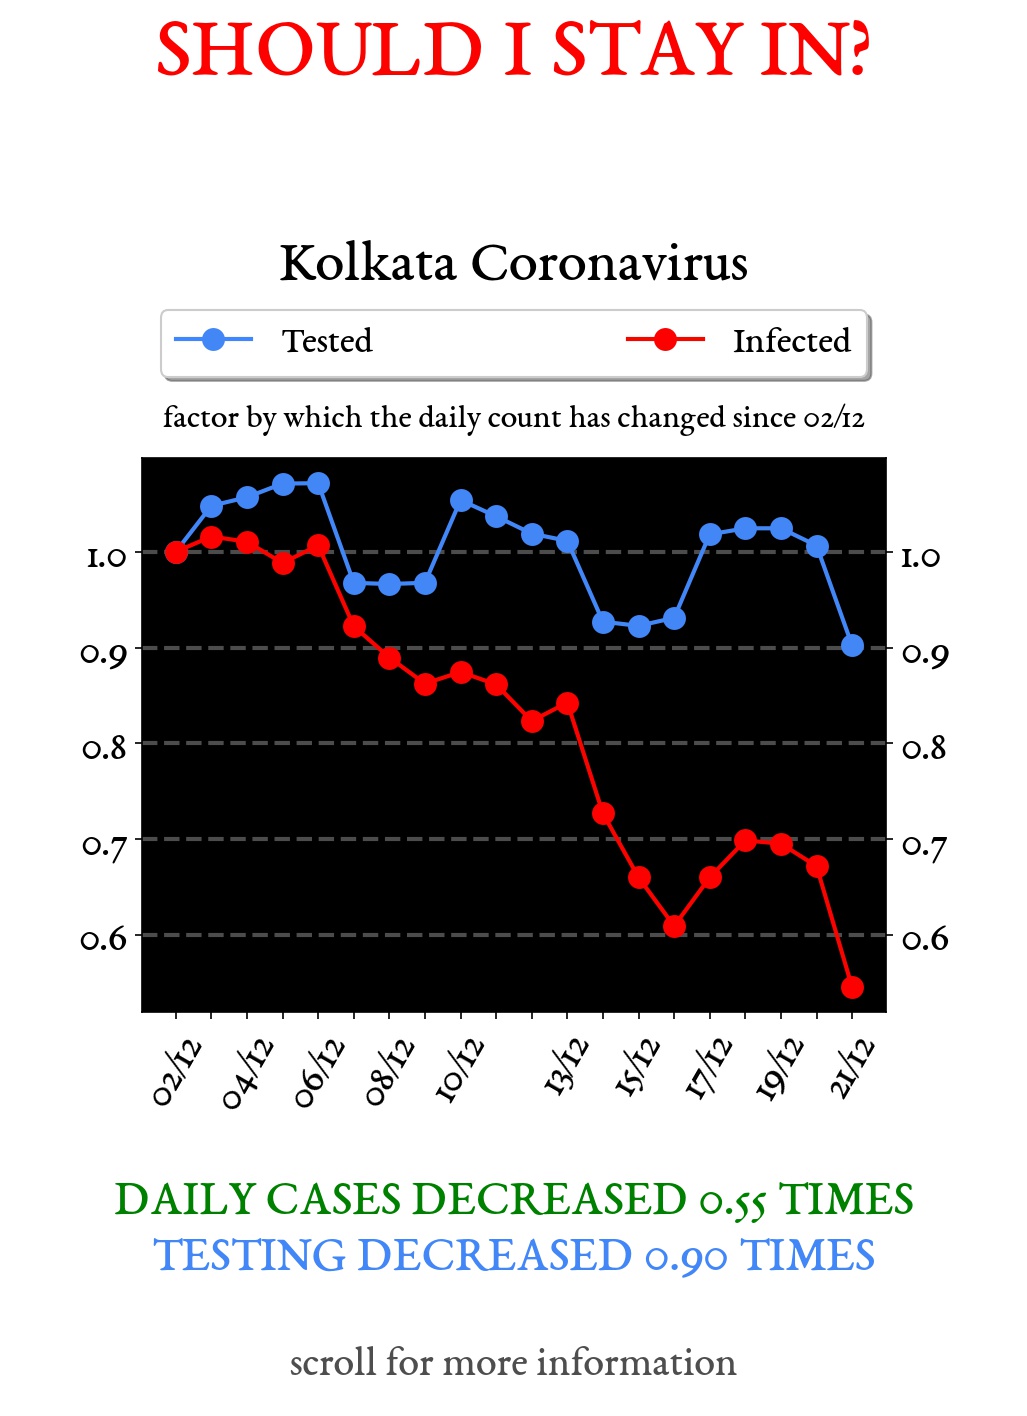 SHOULD I STAY IN?
Kolkata Coronavirus
Tested Infected
factor by which the daily count has changed since 02/12
1.0 1.0
0.9 0.9
0.8 0.8
0.7 0.7
0.6 0.6
02/12 04/12 06/12 08/12 10/12 13/12 15/12 17/12 19/12 21/12
DAILY CASES DECREASED 0.55 TIMES
TESTING DECREASED 0.90 TIMES
scroll for more information